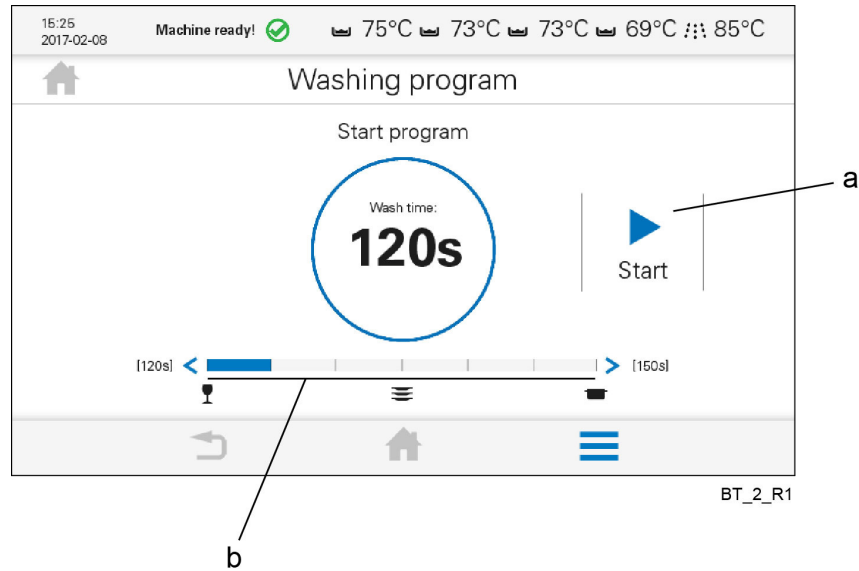 15:25
2017-02-08
Machine ready!
75°C 73°C 73°C 69°C 85°C
Washing program
Start program
Wash time:
120s
Start
a
[120s]
[150s]
BT_2_R1
b